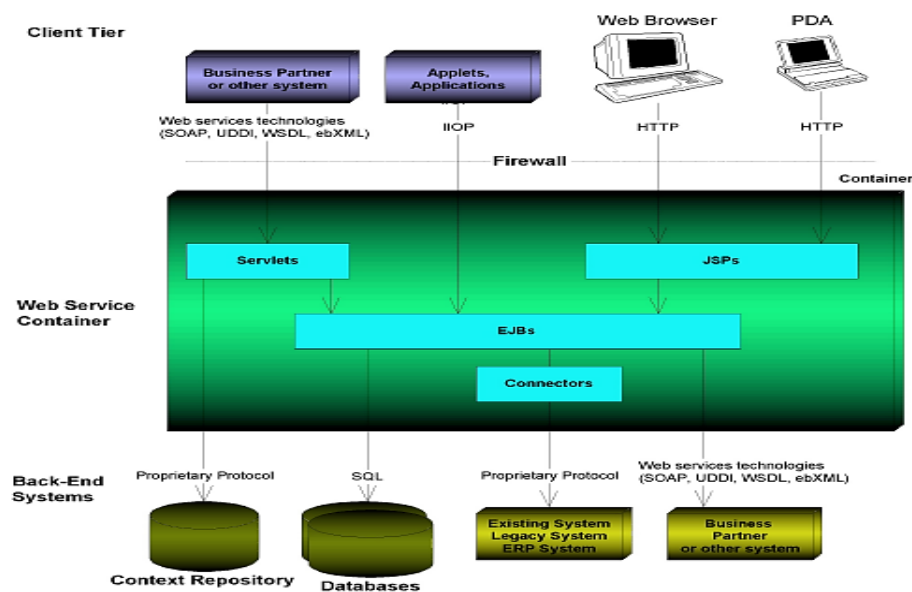 Client Tier
Web Browser
PDA
Business Partner
or other system
Applets,
Applications
Web services technologies
(SOAP, UDDI, WSDL, ebXML)
IIOP
HTTP
HTTP
Firewall
Container
Servlets
JSPs
Web Service
Container
EJBs
Connectors
Back-End
Systems
Proprietary Protocol
SQL
Proprietary Protocol
Web services technologies
(SOAP, UDDI, WSDL, ebXML)
Existing System
Legacy System
ERP System
Business
Partner
or other system
Context Repository
Databases